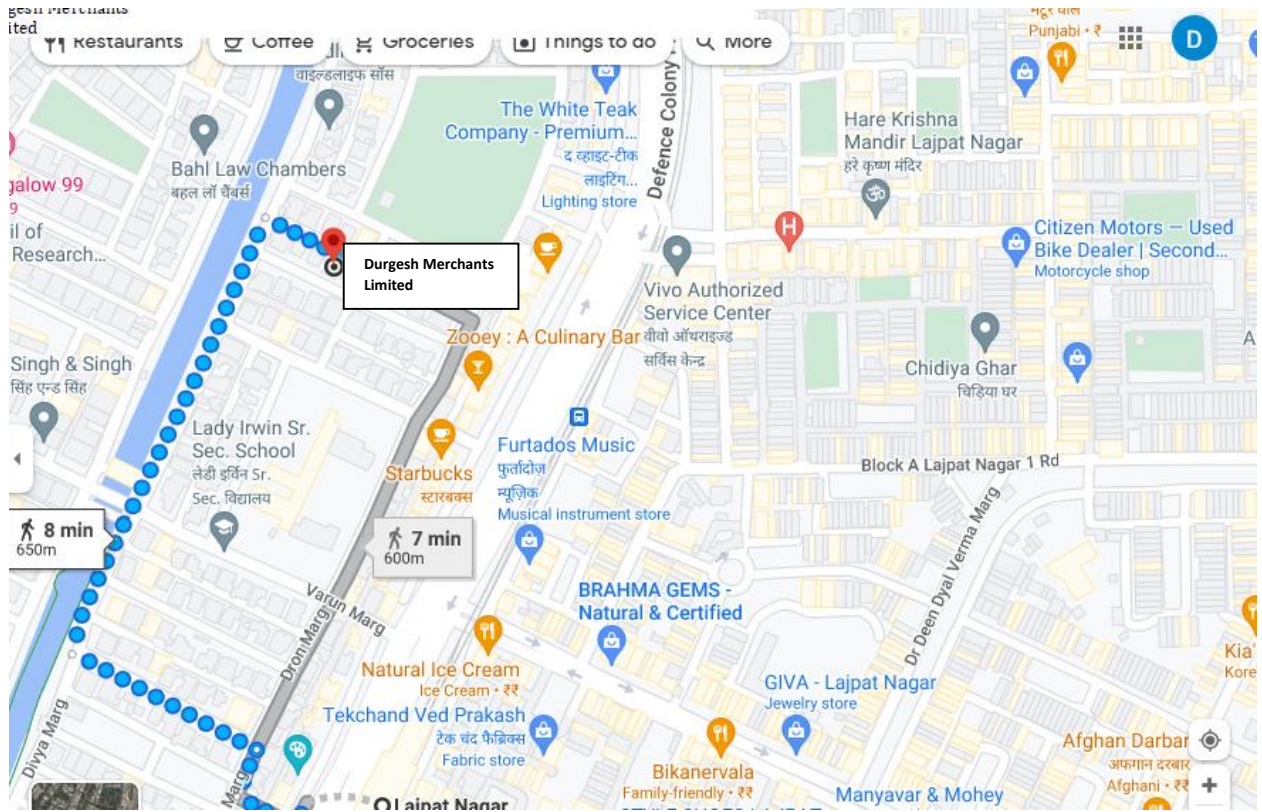 gesh Merchants
ited
Restaurants
Coffee
Groceries
Things to do
More
D
Punjabi · ₹
वाइल्डलाइफ सॉस
The White Teak
Company - Premium...
द व्हाइट-टीक
लाइटिंग...
Lighting store
Defence Colony
Hare Krishna
Mandir Lajpat Nagar
हरे कृष्ण मंदिर
Bahl Law Chambers
बहल लॉ चैंबर्स
galow 99
9
il of
Research...
H
Citizen Motors – Used
Bike Dealer | Second...
Motorcycle shop
Durgesh Merchants
Limited
Vivo Authorized
Service Center
वीवो ऑथराइज्ड
सर्विस केन्द्र
Zooey : A Culinary Bar
Singh & Singh
सिंह एन्ड सिंह
Chidiya Ghar
चिड़िया घर
Lady Irwin Sr.
Sec. School
लेडी इर्विन Sr.
Sec. विद्यालय
Starbucks
स्टारबक्स
Furtados Music
फुर्तादोज़
म्यूज़िक
Musical instrument store
Block A Lajpat Nagar 1 Rd
8 min
650m
7 min
600m
Dr Deen Dyal Verma Marg
Varun Marg
Dron Marg
BRAHMA GEMS -
Natural & Certified
Natural Ice Cream
Ice Cream · ₹₹
Kia'
Kore
GIVA - Lajpat Nagar
Jewelry store
Tekchand Ved Prakash
टेक चंद फैब्रिक्स
Fabric store
Divya Marg
Marg
Afghan Darbar
अफगान दरबार
Afghani · ₹₹
Bikanervala
Family-friendly · ₹₹
Manyavar & Mohey
Lajpat Nagar